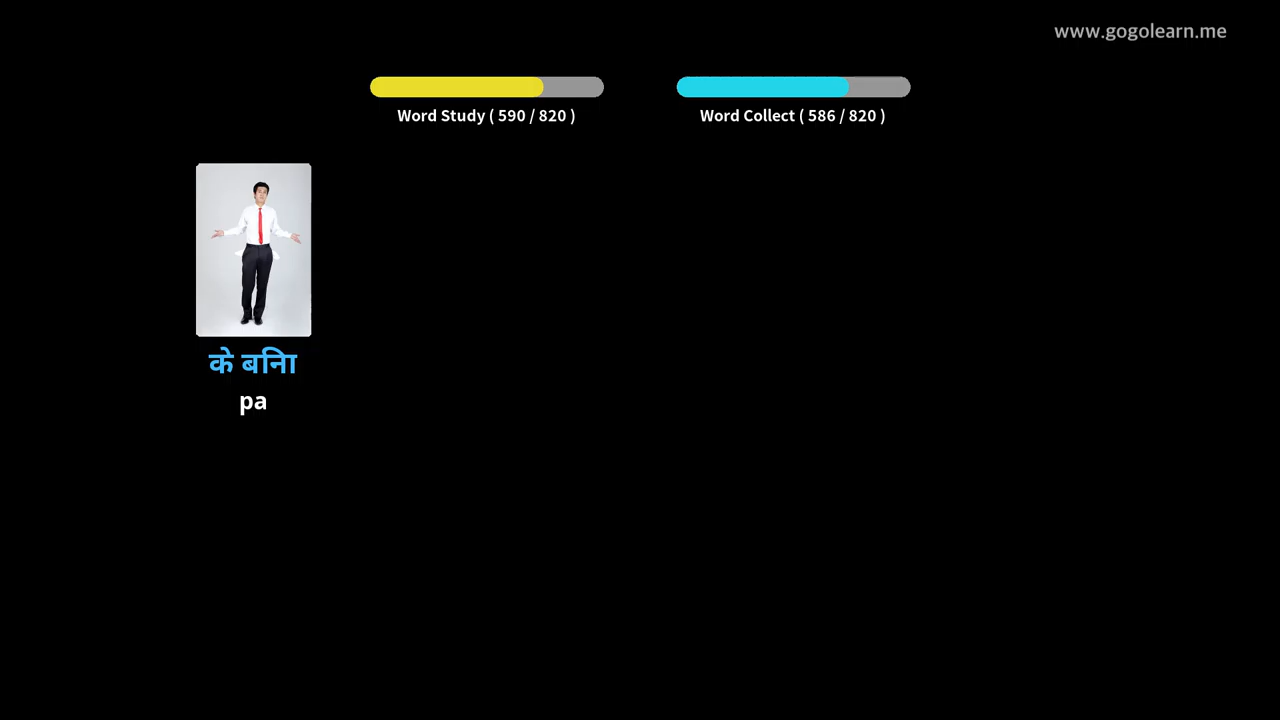 www.gogolearn.me
Word Study ( 590 / 820 )
Word Collect ( 586 / 820 )
के बिना
pa